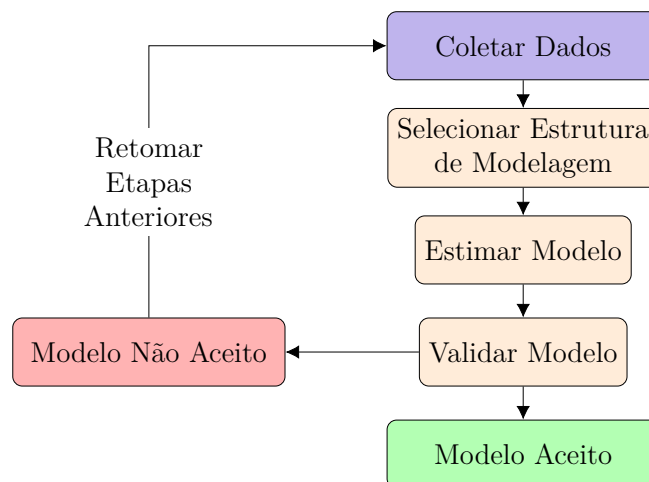 Coletar Dados
Selecionar Estrutura
de Modelagem
Retomar
Etapas
Anteriores
Estimar Modelo
Modelo Não Aceito
Validar Modelo
Modelo Aceito